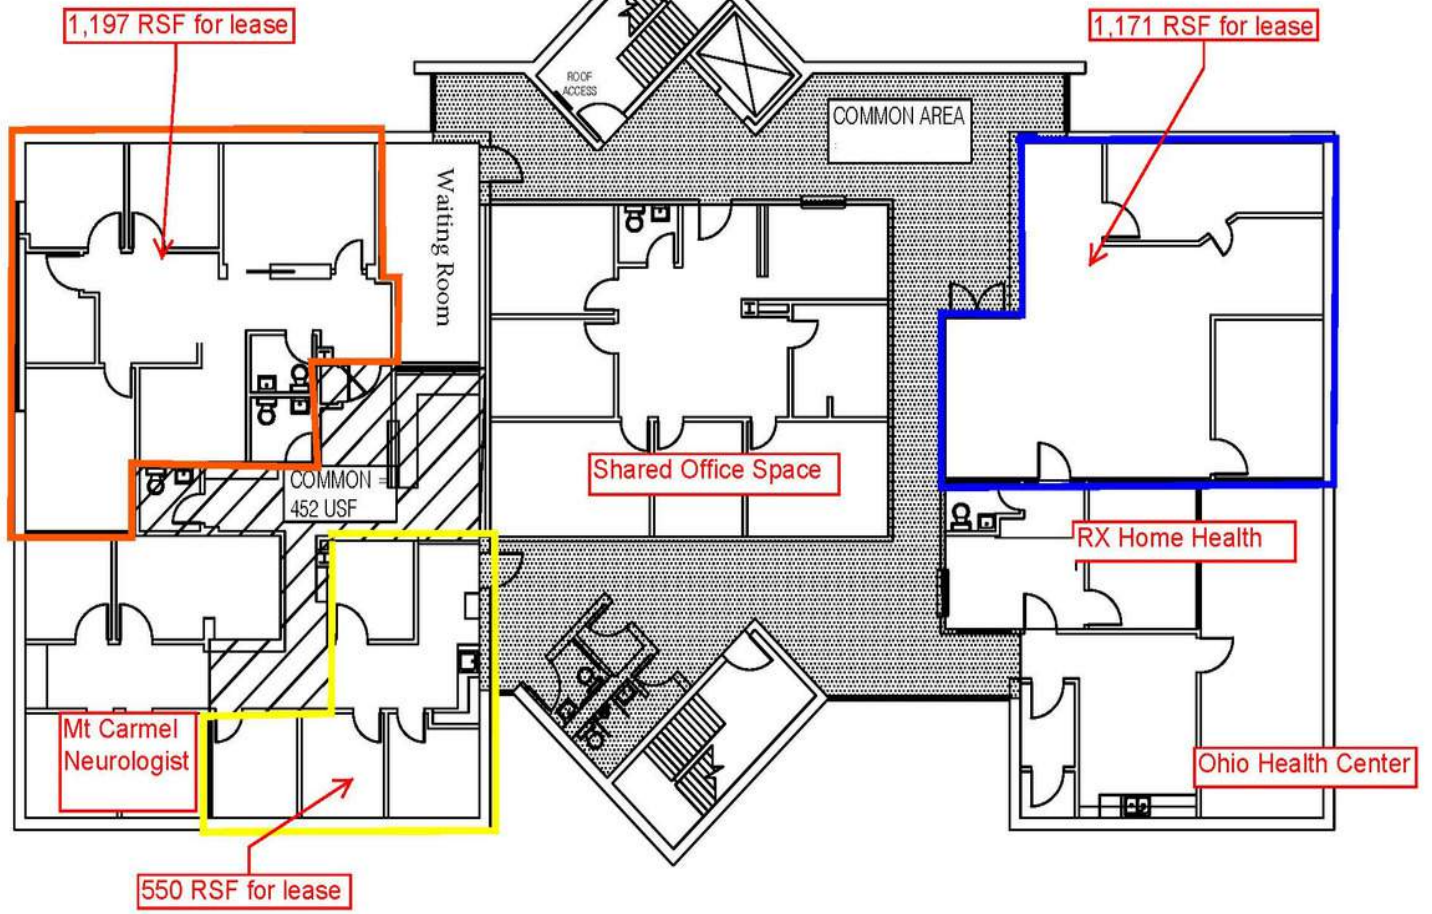 1,197 RSF for lease
1,171 RSF for lease
ROOF
ACCESS
COMMON AREA
Waiting Room
Shared Office Space
COMMON =
452 USF
RX Home Health
Mt Carmel
Neurologist
Ohio Health Center
550 RSF for lease